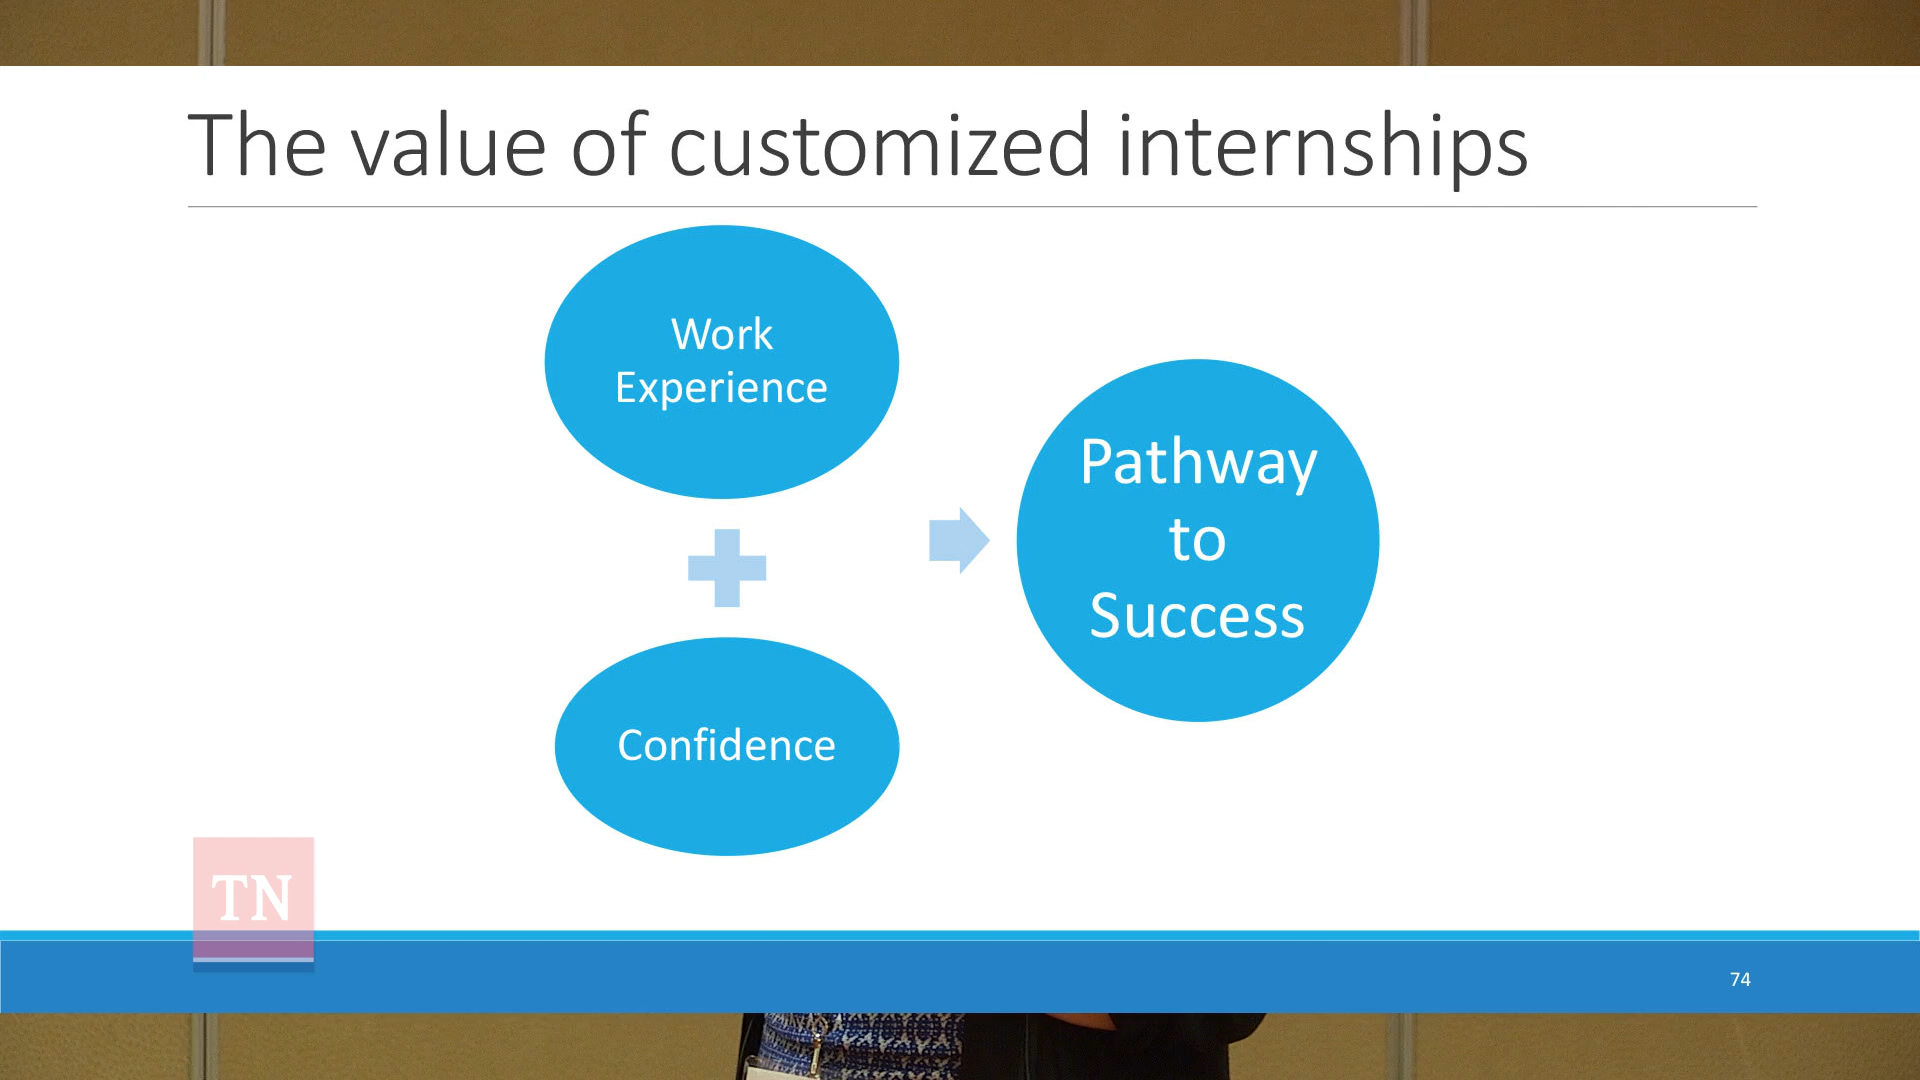 The value of customized internships
Work
Experience
Confidence
Pathway
to
Success
TN
74